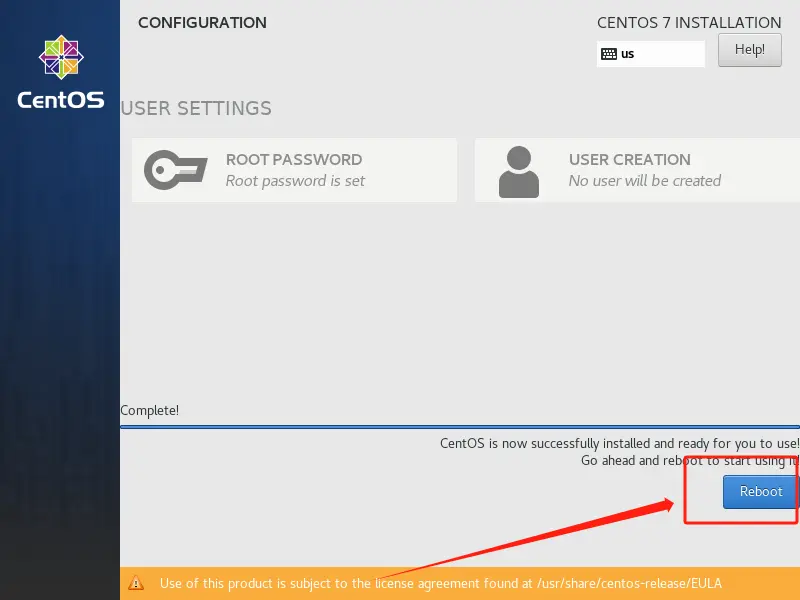 CONFIGURATION
CENTOS 7 INSTALLATION
us
Help!
CentOS
USER SETTINGS
ROOT PASSWORD
Root password is set
USER CREATION
No user will be created
Complete!
CentOS is now successfully installed and ready for you to use!
Go ahead and reboot to start using it!
Reboot
Use of this product is subject to the license agreement found at /usr/share/centos-release/EULA